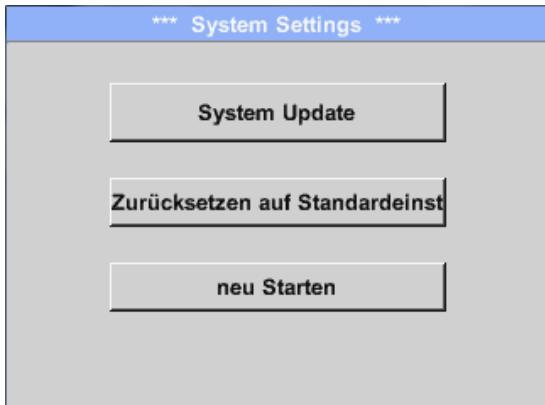 *** System Settings ***
System Update
Zurücksetzen auf Standardeinst
neu Starten